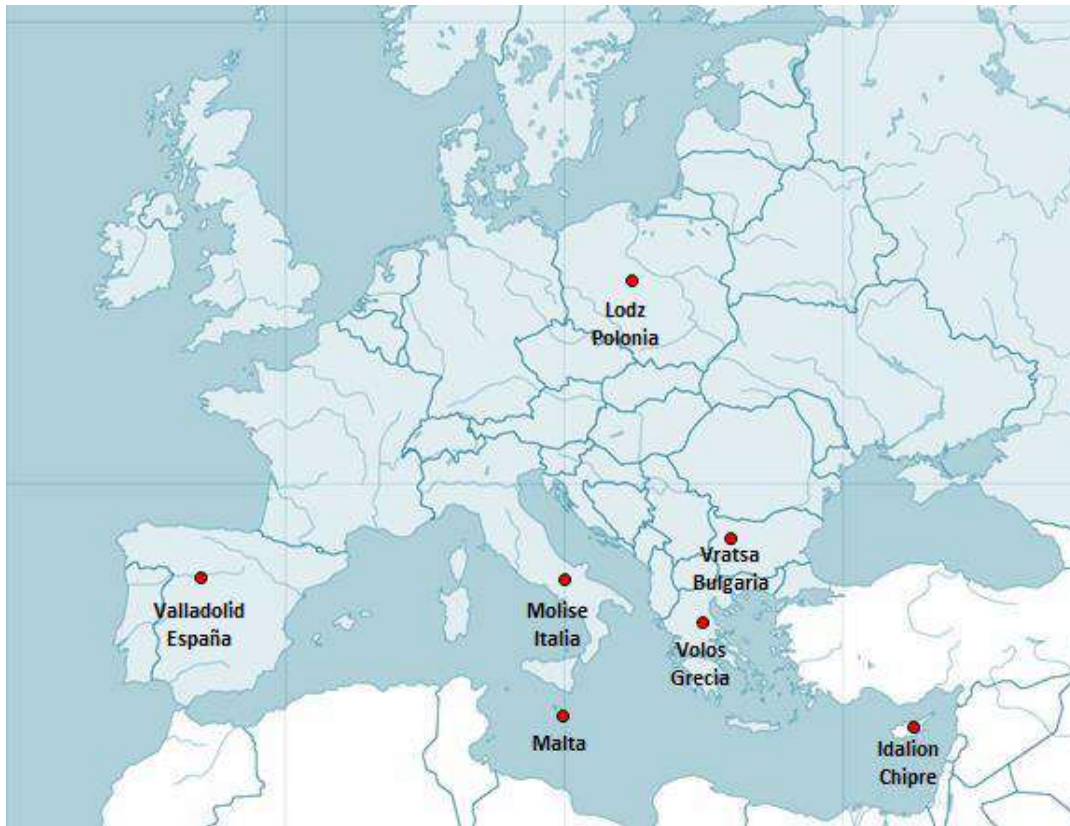 Lodz
Polonia
Vratsa
Bulgaria
Valladolid
España
Molise
Italia
Volos
Grecia
Malta
Idalion
Chipre